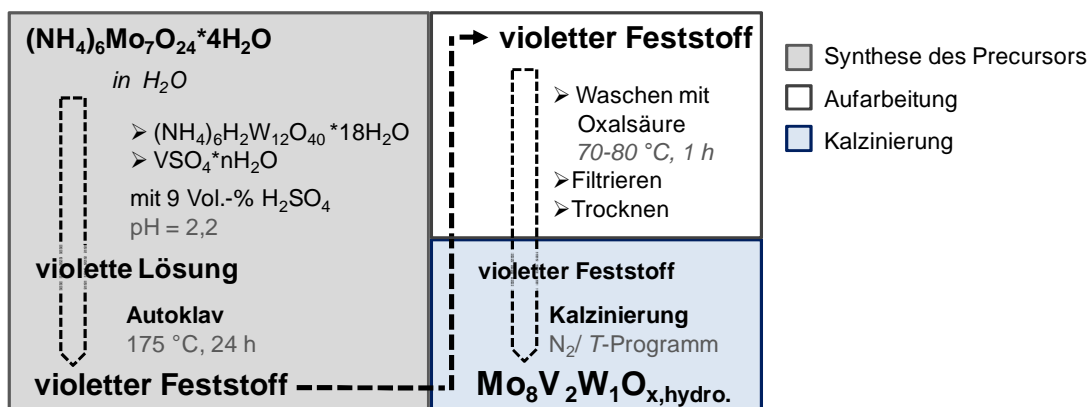 (NH₄)₆Mo₇O₂₄*4H₂O
in H₂O
➢ (NH₄)₆H₂W₁₂O₄₀ *18H₂O
➢ VSO₄*nH₂O
mit 9 Vol.-% H₂SO₄
pH = 2,2
violette Lösung
Autoklav
175 °C, 24 h
violetter Feststoff
violetter Feststoff
➢ Waschen mit
Oxalsäure
70-80 °C, 1 h
➢Filtrieren
➢Trocknen
violetter Feststoff
Kalzinierung
N₂/ T-Programm
Mo₈V₂W₁Oₓ,hydro.
Synthese des Precursors
Aufarbeitung
Kalzinierung